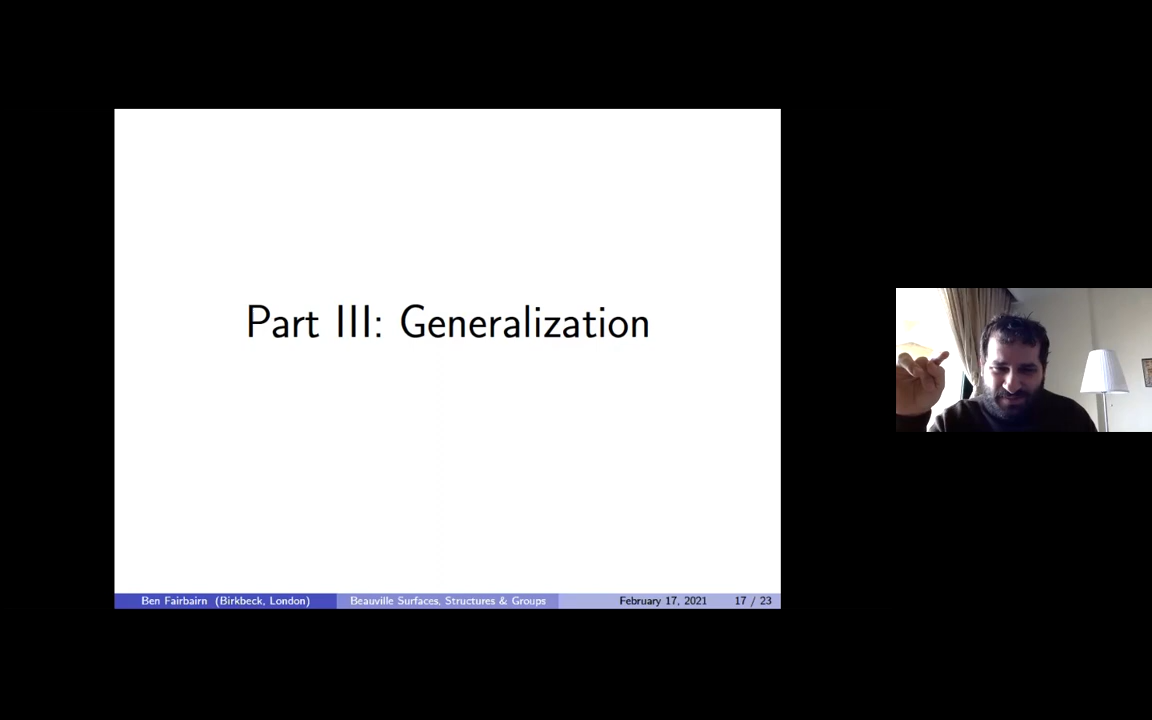 Part III: Generalization
Ben Fairbairn (Birkbeck, London) Beauville Surfaces, Structures & Groups February 17, 2021 17 / 23